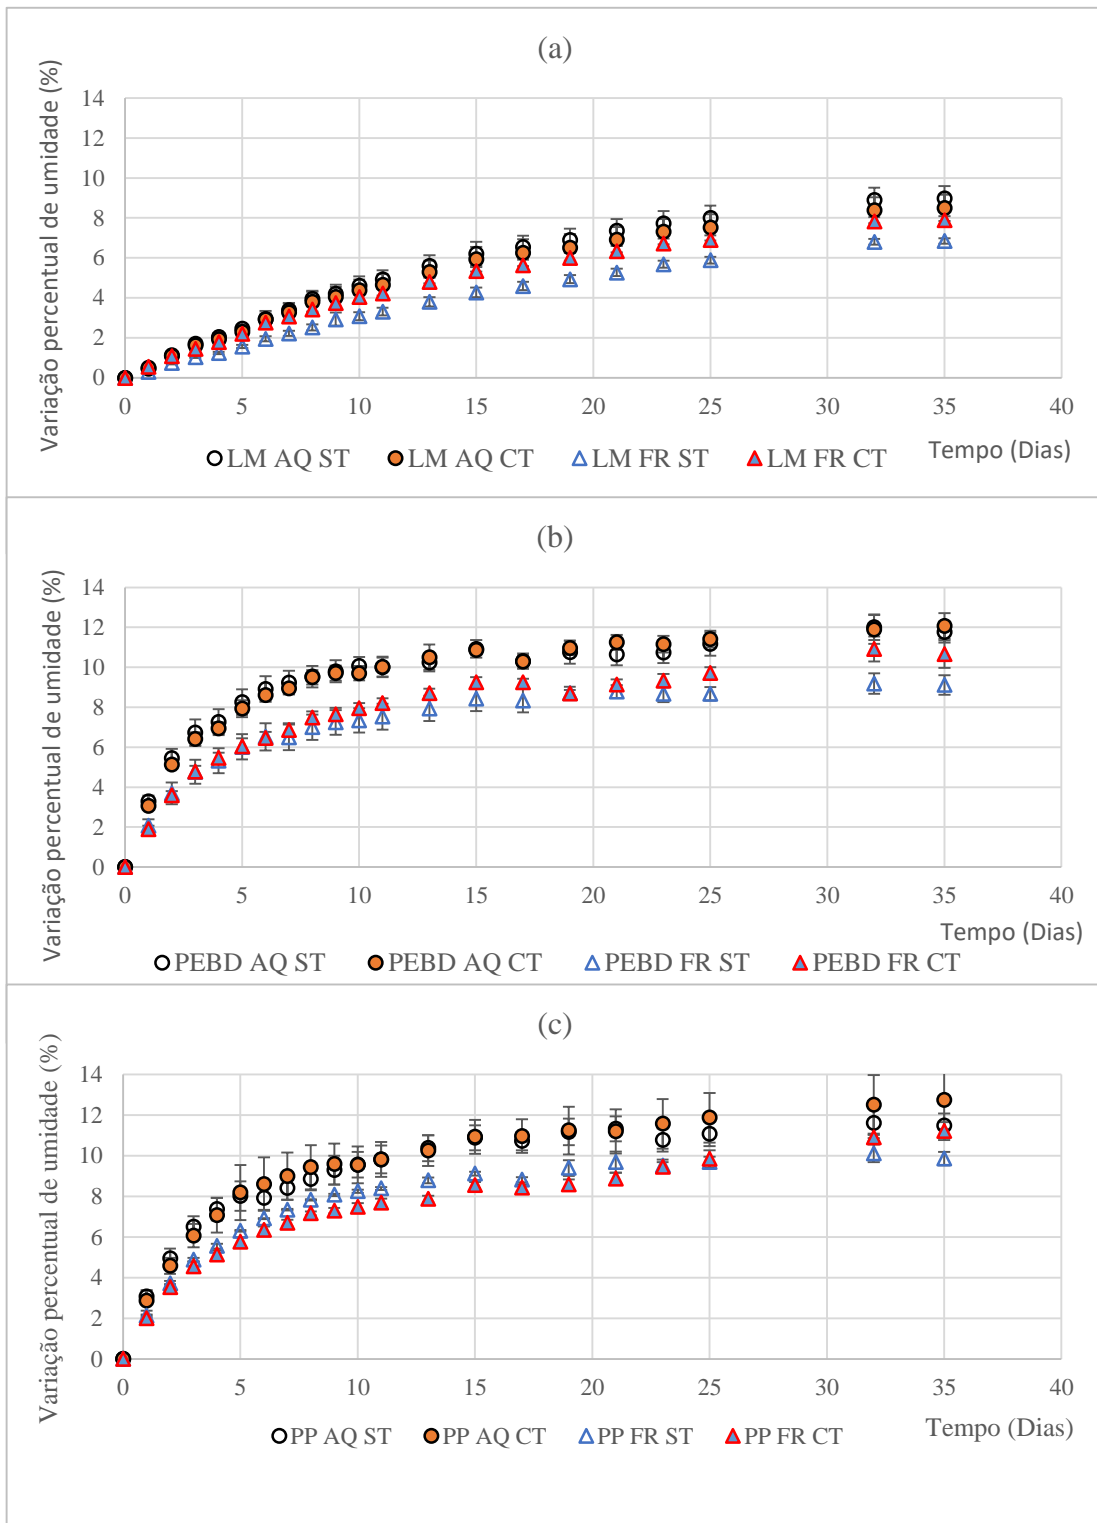 (a)
Variação percentual de umidade (%)
14
12
10
8
6
4
2
0
0 5 10 15 20 25 30 35 40
Tempo (Dias)
LM AQ ST LM AQ CT LM FR ST LM FR CT
(b)
Variação percentual de umidade (%)
14
12
10
8
6
4
2
0
0 5 10 15 20 25 30 35 40
Tempo (Dias)
PEBD AQ ST PEBD AQ CT PEBD FR ST PEBD FR CT
(c)
Variação percentual de umidade (%)
14
12
10
8
6
4
2
0
0 5 10 15 20 25 30 35 40
Tempo (Dias)
PP AQ ST PP AQ CT PP FR ST PP FR CT